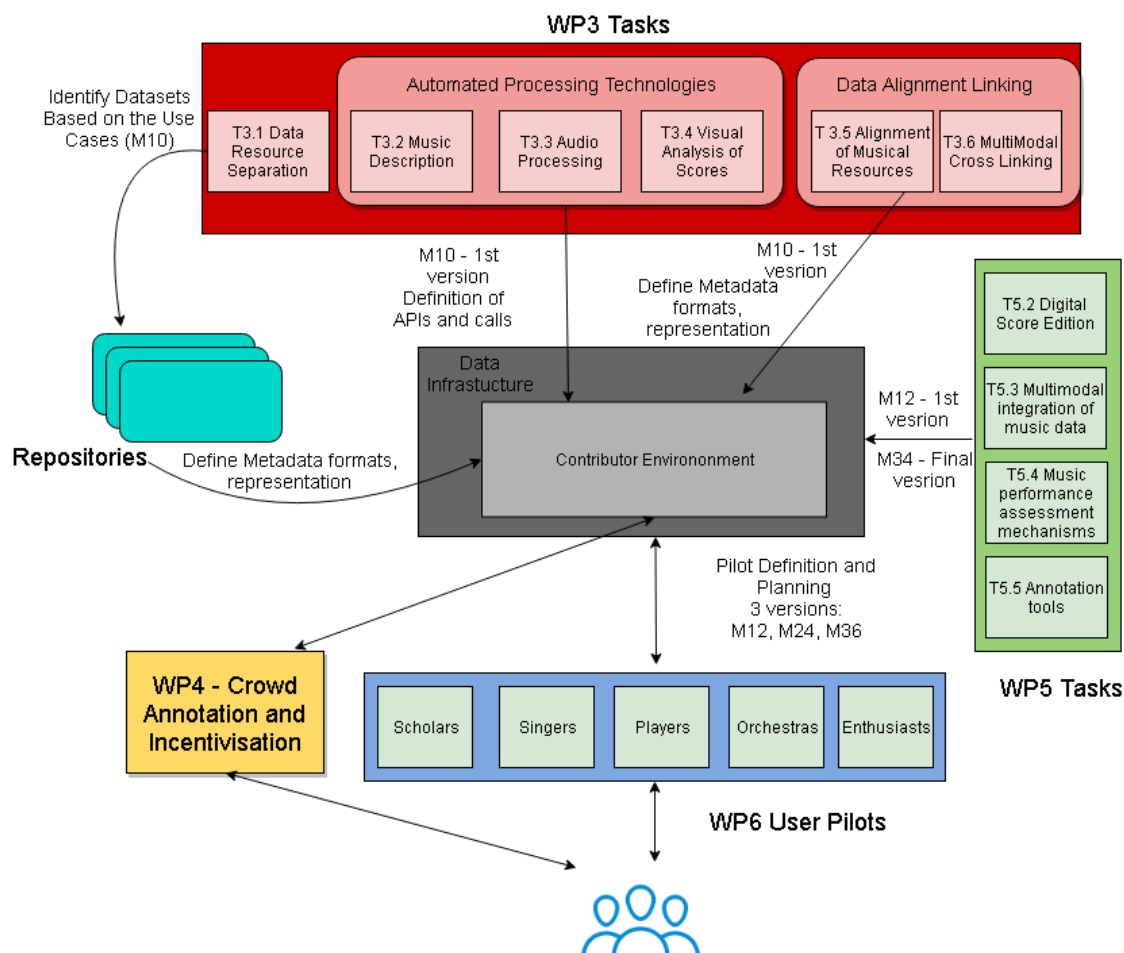 WP3 Tasks
Identify Datasets
Based on the Use
Cases (M10)
T3.1 Data
Resource
Separation
Automated Processing Technologies
T3.2 Music
Description
T3.3 Audio
Processing
T3.4 Visual
Analysis of
Scores
Data Alignment Linking
T 3.5 Alignment
of Musical
Resources
T3.6 MultiModal
Cross Linking
M10 - 1st
version
Definition of
APIs and calls
M10 - 1st
vesrion
Define Metadata
formats,
representation
T5.2 Digital
Score Edition
T5.3 Multimodal
integration of
music data
T5.4 Music
performance
assessment
mechanisms
T5.5 Annotation
tools
WP5 Tasks
M12 - 1st
vesrion
M34 - Final
vesrion
Data
Infrastucture
Contributor Environonment
Repositories
Define Metadata formats,
representation
Pilot Definition and
Planning
3 versions:
M12, M24, M36
WP4 - Crowd
Annotation and
Incentivisation
Scholars
Singers
Players
Orchestras
Enthusiasts
WP6 User Pilots